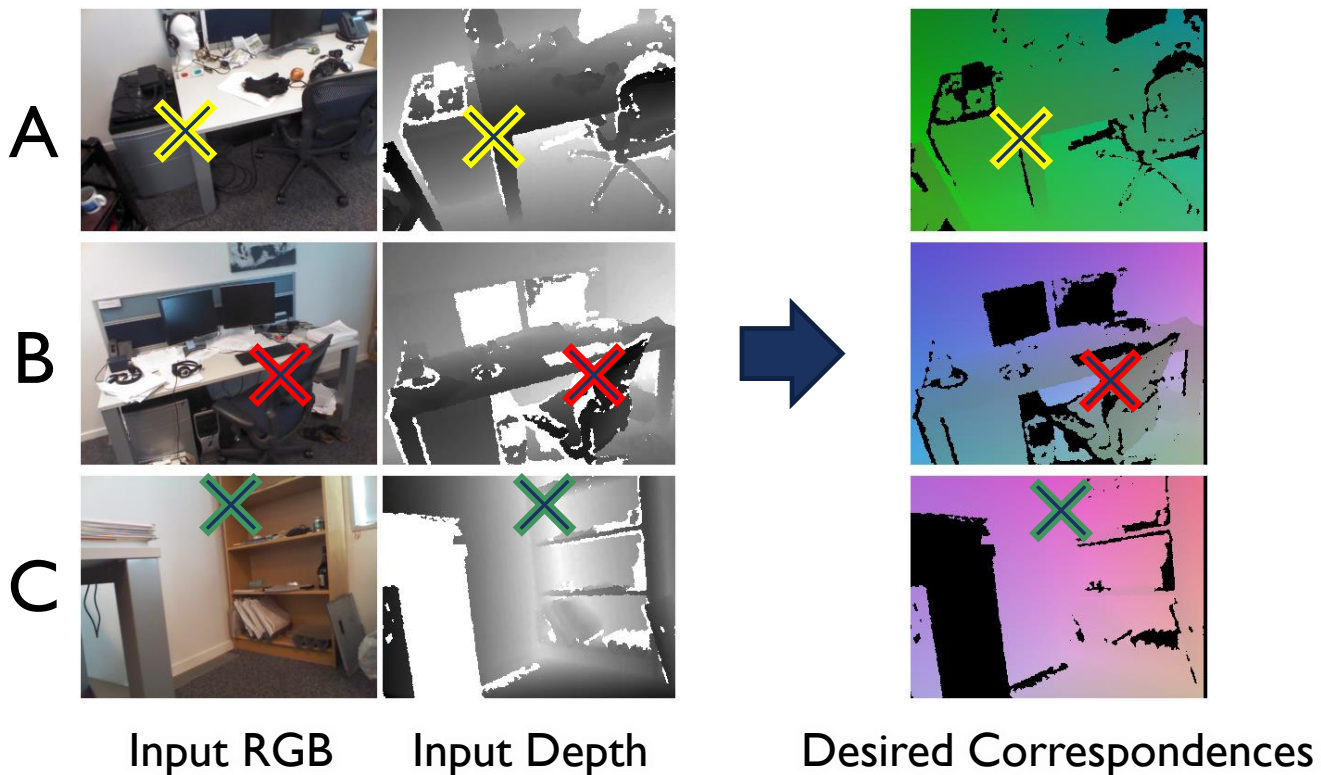 A
B
C
Input RGB
Input Depth
Desired Correspondences